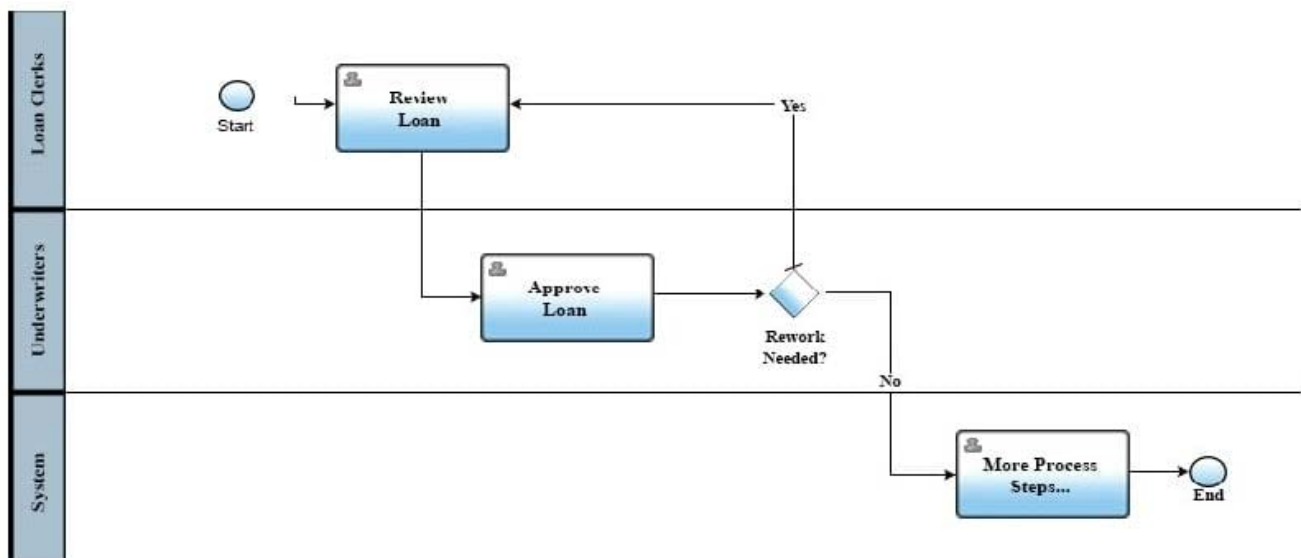 Loan Clerks
Start
Review
Loan
Yes
Underwriters
Approve
Loan
Rework
Needed?
No
System
More Process
Steps...
End